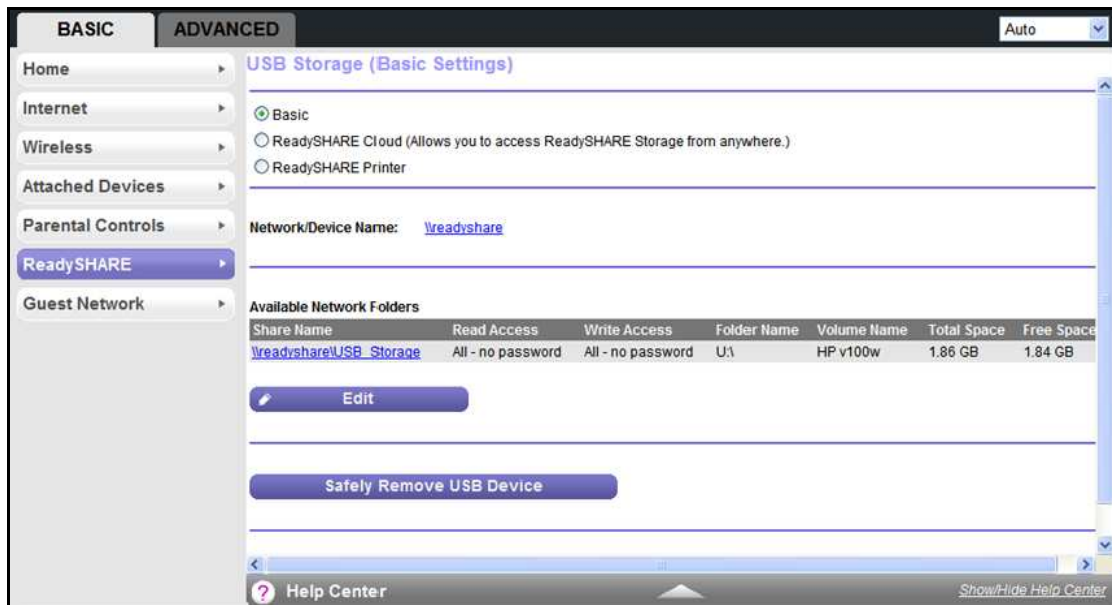 BASIC ADVANCED Auto
Home
Internet
Wireless
Attached Devices
Parental Controls
ReadySHARE
Guest Network
USB Storage (Basic Settings)
Basic
ReadySHARE Cloud (Allows you to access ReadySHARE Storage from anywhere.)
ReadySHARE Printer
Network/Device Name: \\readyshare
Available Network Folders
Share Name Read Access Write Access Folder Name Volume Name Total Space Free Space
\\readyshare\USB_Storage All - no password All - no password U:\ HP v100w 1.86 GB 1.84 GB
Edit
Safely Remove USB Device
? Help Center Show/Hide Help Center